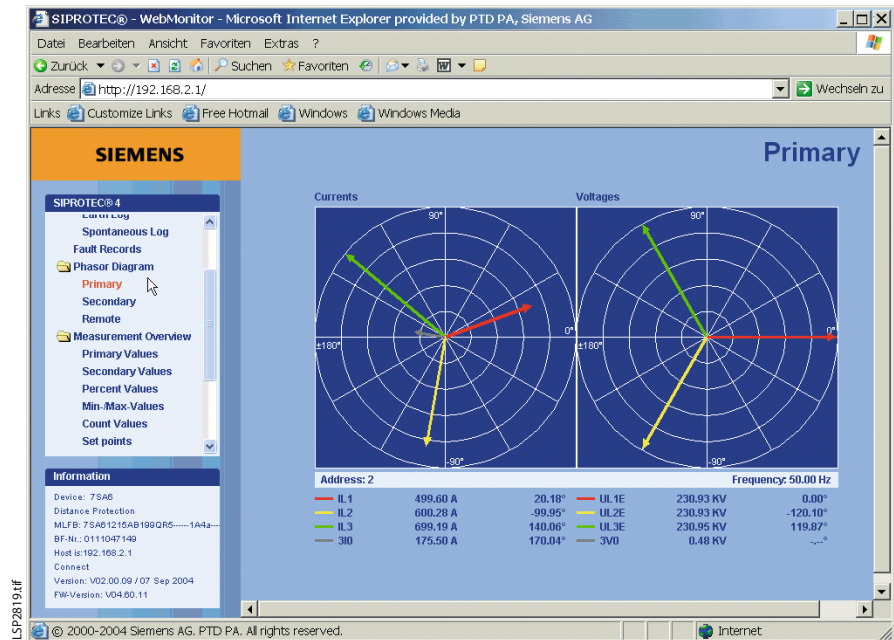 SIPROTEC® - WebMonitor - Microsoft Internet Explorer provided by PTD PA, Siemens AG
Datei Bearbeiten Ansicht Favoriten Extras ?
Zurück Suchen Favoriten
Adresse http://192.168.2.1/ Wechseln zu
Links Customize Links Free Hotmail Windows Windows Media
SIEMENS
Primary
SIPROTEC® 4
Earth Log
Spontaneous Log
Fault Records
Phasor Diagram
Primary
Secondary
Remote
Measurement Overview
Primary Values
Secondary Values
Percent Values
Min-/Max-Values
Count Values
Set points
Information
Device: 7SA6
Distance Protection
MLFB: 7SA61215AB199QR5-----1A4a---
BF-Nr.: 0111047149
Host is:192.168.2.1
Connect
Version: V02.00.09 / 07 Sep 2004
FW-Version: V04.60.11
Currents Voltages
90° 90°
±180° 0° ±180° 0°
-90° -90°
Address: 2 Frequency: 50.00 Hz
IL1 499.60 A 20.18° UL1E 230.93 KV 0.00°
IL2 600.28 A -99.95° UL2E 230.93 KV -120.10°
IL3 699.19 A 140.06° UL3E 230.95 KV 119.87°
3I0 175.50 A 170.04° 3V0 0.48 KV -.--°
© 2000-2004 Siemens AG. PTD PA. All rights reserved. Internet
LSP2819.tif